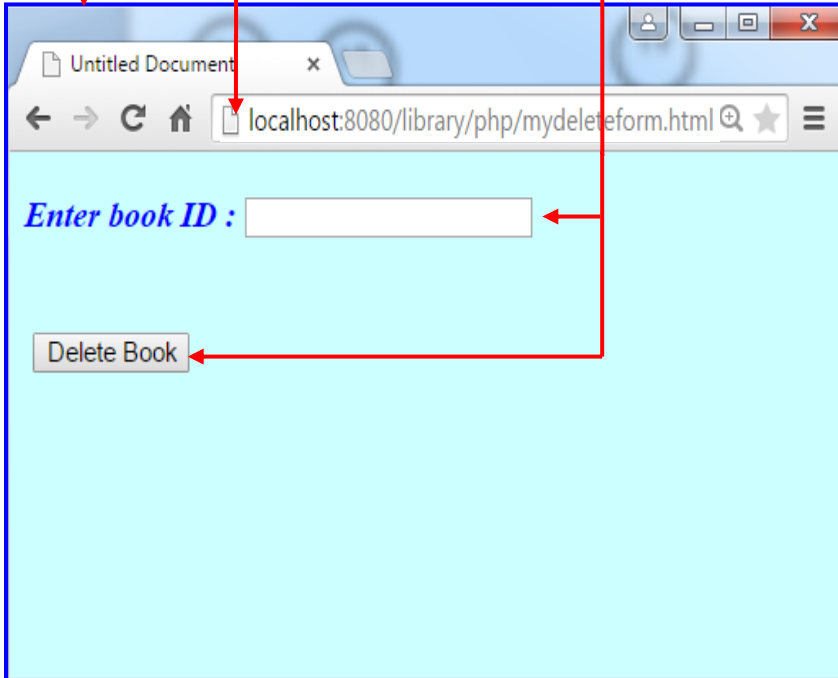 Untitled Document
localhost:8080/library/php/mydeleteform.html
Enter book ID :
Delete Book